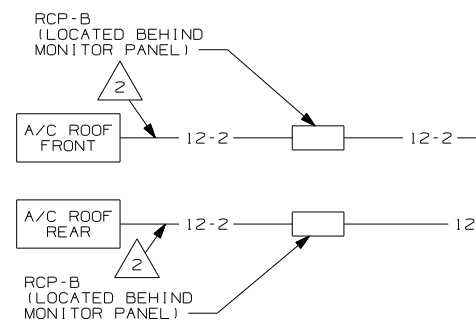 RCP-B
(LOCATED BEHIND
MONITOR PANEL)
2
A/C ROOF
FRONT
12-2
12-2
A/C ROOF
REAR
12-2
12
2
RCP-B
(LOCATED BEHIND
MONITOR PANEL)